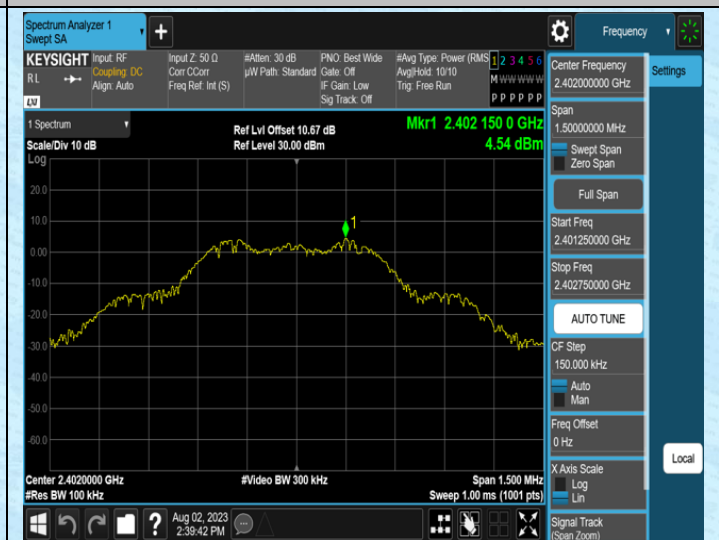 Spectrum Analyzer 1
Swept SA
+
Frequency
KEYSIGHT
R L
LXI
Input: RF
Coupling: DC
Align: Auto
Input Z: 50 Ω
Corr CCorr
Freq Ref: Int (S)
#Atten: 30 dB
µW Path: Standard
PNO: Best Wide
Gate: Off
IF Gain: Low
Sig Track: Off
#Avg Type: Power (RMS
Avg|Hold: 10/10
Trig: Free Run
1 2 3 4 5 6
M W W W W W
P P P P P P
1 Spectrum
Scale/Div 10 dB
Log
Ref Lvl Offset 10.67 dB
Ref Level 30.00 dBm
Mkr1 2.402 150 0 GHz
4.54 dBm
20.0
10.0
0.00
-10.0
-20.0
-30.0
-40.0
-50.0
-60.0
1
Center 2.4020000 GHz
#Res BW 100 kHz
#Video BW 300 kHz
Span 1.500 MHz
Sweep 1.00 ms (1001 pts)
?
Aug 02, 2023
2:39:42 PM
Center Frequency
2.402000000 GHz
Span
1.50000000 MHz
Swept Span
Zero Span
Full Span
Start Freq
2.401250000 GHz
Stop Freq
2.402750000 GHz
AUTO TUNE
CF Step
150.000 kHz
Auto
Man
Freq Offset
0 Hz
X Axis Scale
Log
Lin
Signal Track
(Span Zoom)
Settings
Local